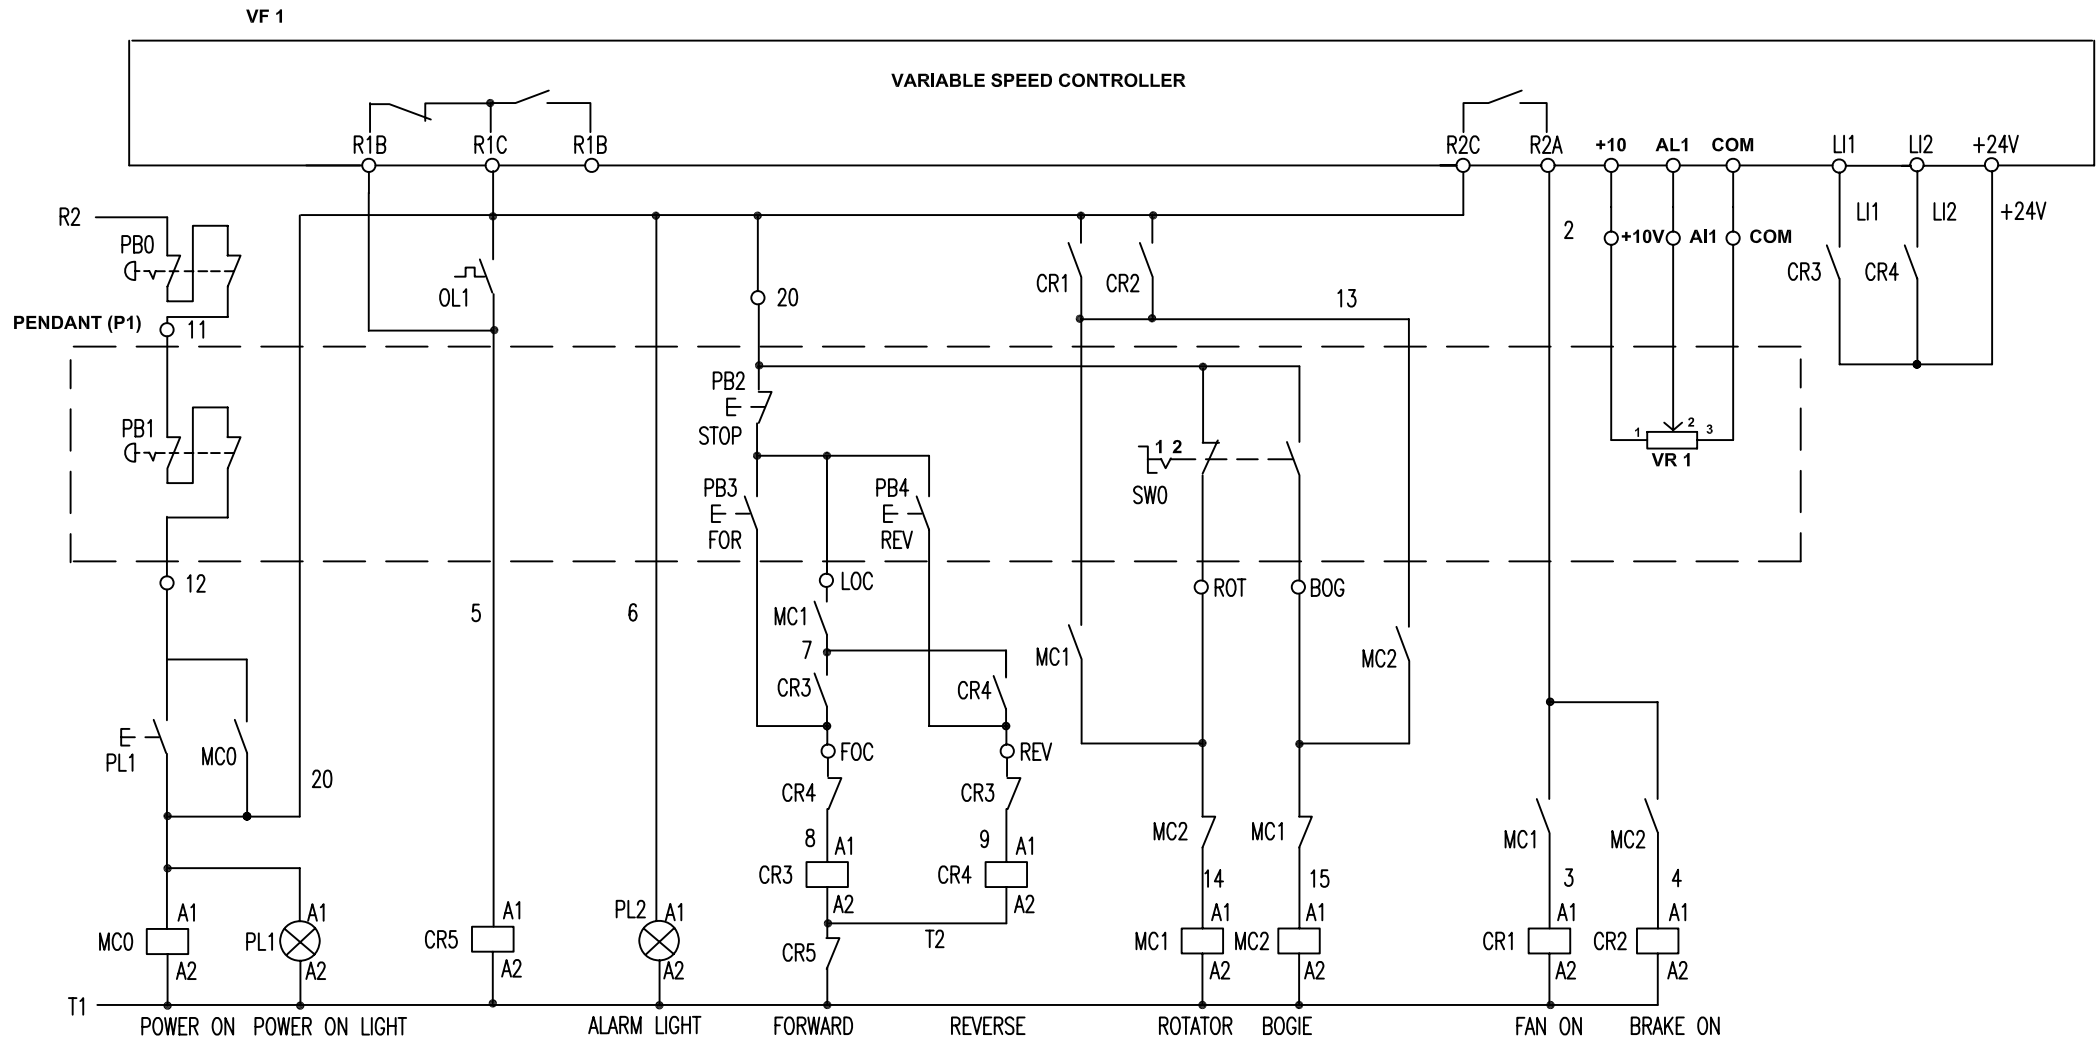 VF 1
VARIABLE SPEED CONTROLLER
R1B
R1C
R1B
R2C
R2A
+10
AL1
COM
LI1
LI2
+24V
R2
PB0
OL1
20
CR1
CR2
13
2
+10V
AI1
COM
CR3
LI1
CR4
LI2
+24V
PENDANT (P1)
11
PB1
PB2
STOP
1 2
SW0
1
2
3
VR 1
PB3
FOR
PB4
REV
12
5
6
LOC
MC1
7
ROT
BOG
MC1
MC2
CR3
CR4
PL1
MC0
20
FOC
REV
CR4
CR3
8
9
MC2
MC1
MC1
MC2
A1
CR3
A2
A1
CR4
A2
14
15
3
4
A1
MC0
A2
A1
PL1
A2
A1
CR5
A2
PL2
A1
A2
CR5
T2
A1
MC1
A2
A1
MC2
A2
A1
CR1
A2
A1
CR2
A2
T1
POWER ON
POWER ON LIGHT
ALARM LIGHT
FORWARD
REVERSE
ROTATOR
BOGIE
FAN ON
BRAKE ON